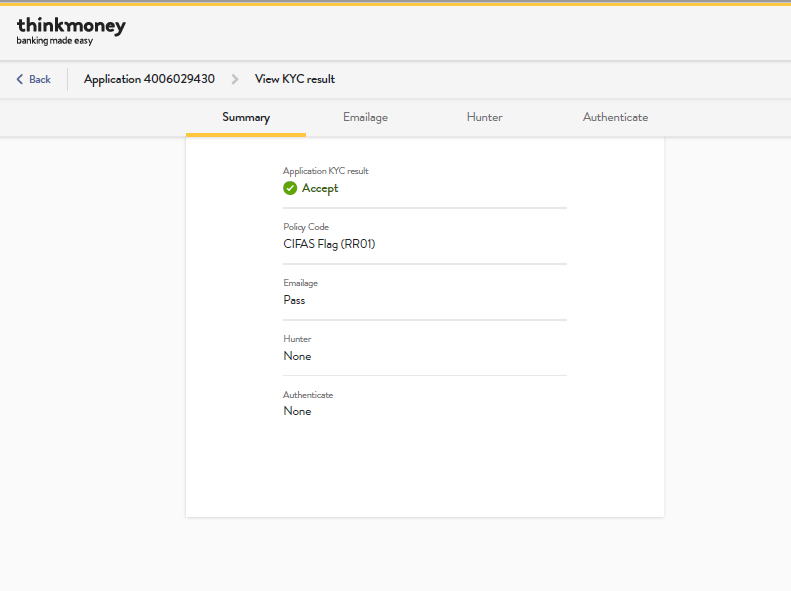 thinkmoney
banking made easy
Back
Application 4006029430
View KYC result
Summary
Emailage
Hunter
Authenticate
Application KYC result
Accept
Policy Code
CIFAS Flag (RR01)
Emailage
Pass
Hunter
None
Authenticate
None